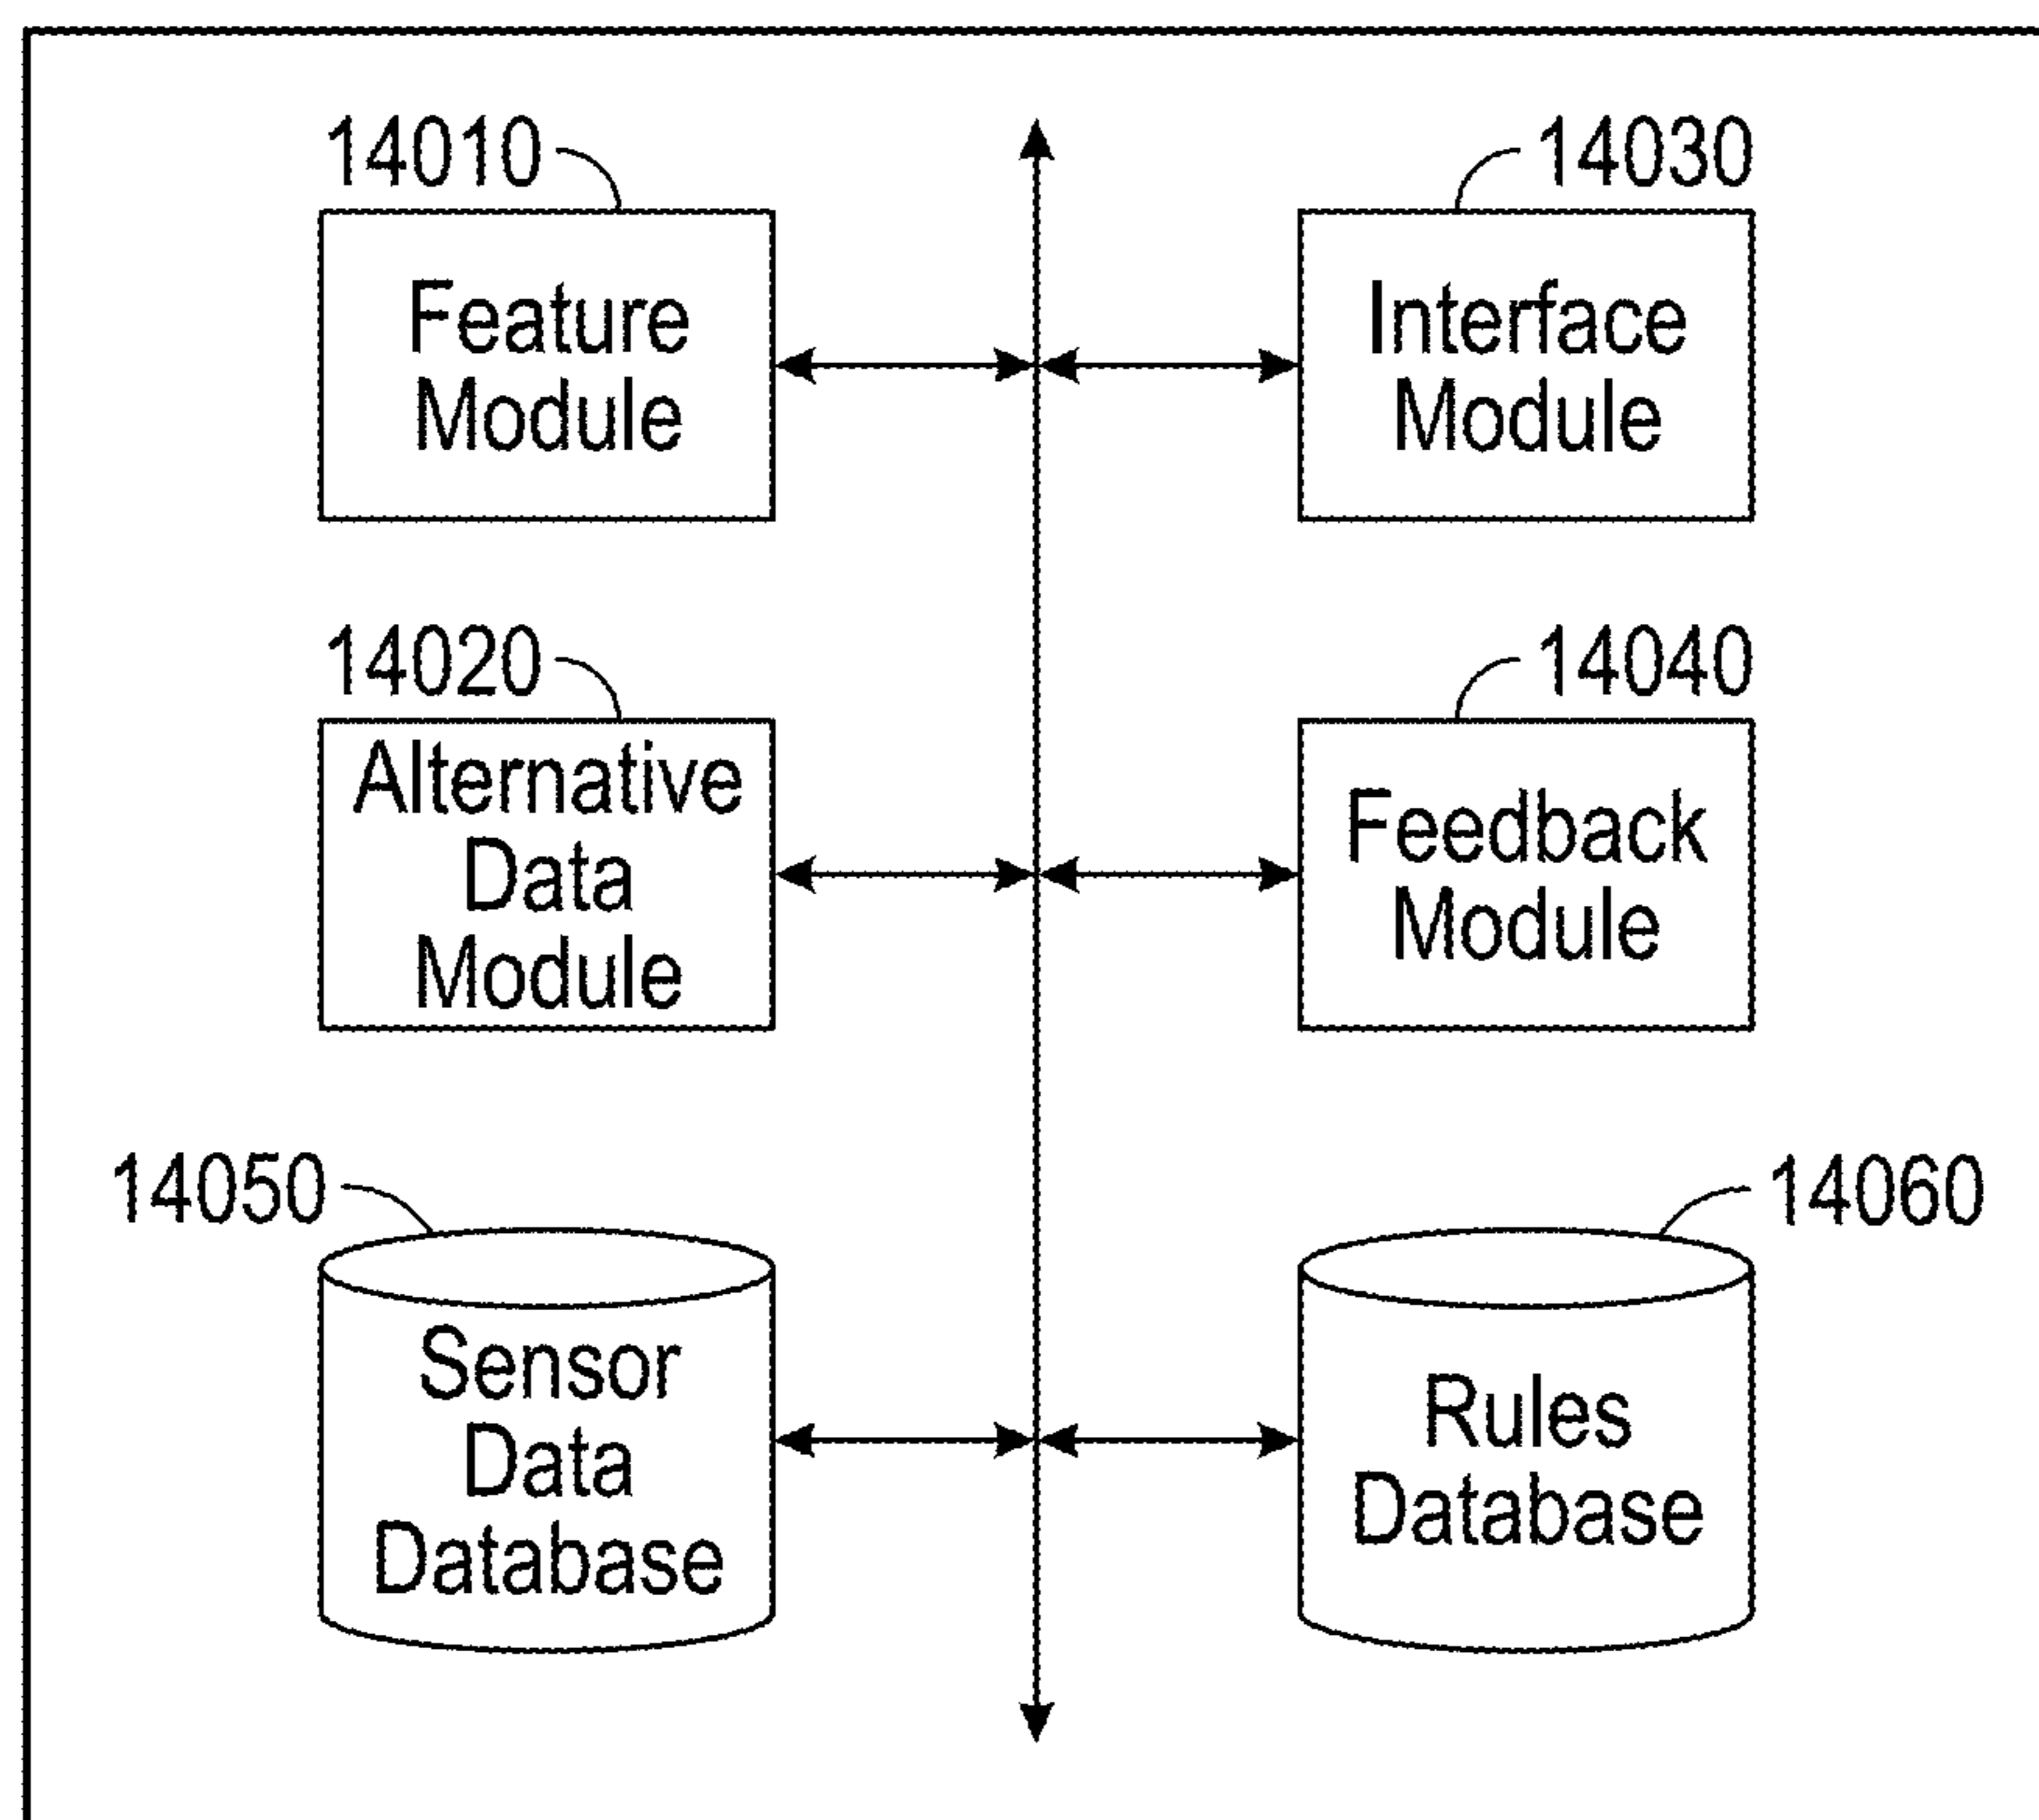 14010
14030
Feature
Module
Interface
Module
14020
14040
Alternative
Data
Module
Feedback
Module
14050
14060
Sensor
Data
Database
Rules
Database